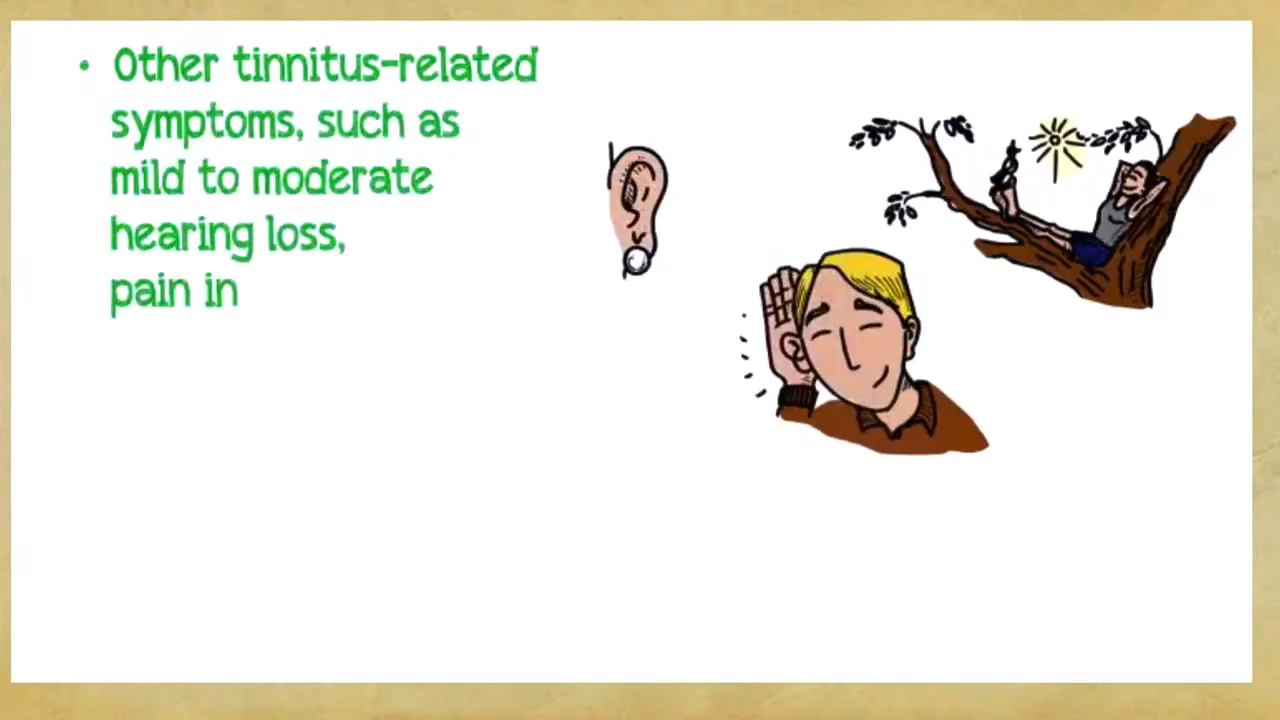 • Other tinnitus-related
symptoms, such as
mild to moderate
hearing loss,
pain in